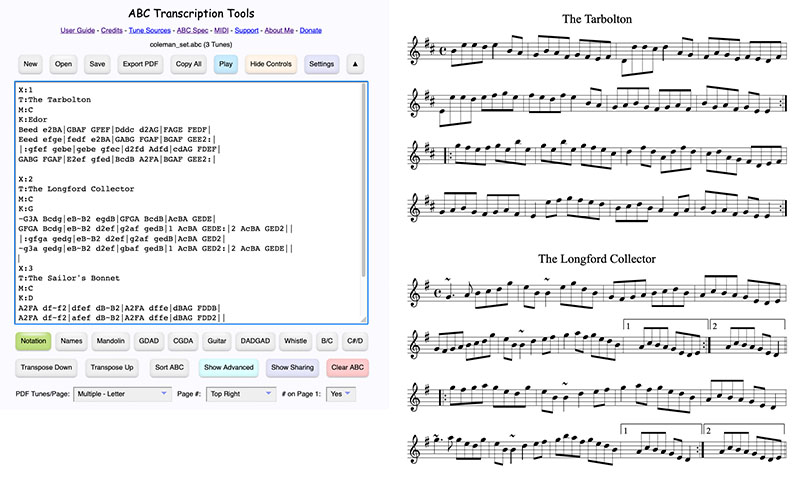 ABC Transcription Tools
User Guide - Credits - Tune Sources - ABC Spec - MIDI - Support - About Me - Donate
coleman_set.abc (3 Tunes)
New Open Save Export PDF Copy All Play Hide Controls Settings ▲
X:1
T:The Tarbolton
M:C
K:Edor
Beed e2BA|GBAF GFEF|Dddc d2AG|FAGE FEDF|
Beed efge|fedf e2BA|GABG FGAF|BGAF GEE2:|
|:gfef gebe|gebe gfec|d2fd Adfd|cdAG FDEF|
GABG FGAF|E2ef gfed|BcdB A2FA|BGAF GEE2:|
X:2
T:The Longford Collector
M:C
K:G
~G3A Bcdg|eB~B2 egdB|GFGA BcdB|AcBA GEDE|
GFGA Bcdg|eB~B2 d2ef|g2af gedB|1 AcBA GEDE:|2 AcBA GED2||
|:gfga gedg|eB~B2 d2ef|g2af gedB|AcBA GED2|
~g3a gedg|eB~B2 d2ef|gbaf gedB|1 AcBA GED2:|2 AcBA GEDE||
X:3
T:The Sailor's Bonnet
M:C
K:D
A2FA df~f2|dfef dB~B2|A2FA dffe|dBAG FDDB|
A2FA df~f2|afef dB~B2|A2FA dffe|dBAG FDD2||
Notation Names Mandolin GDAD CGDA Guitar DADGAD Whistle B/C C#/D
Transpose Down Transpose Up Sort ABC Show Advanced Show Sharing Clear ABC
PDF Tunes/Page: Multiple - Letter Page #: Top Right # on Page 1: Yes
The Tarbolton
The Longford Collector
1 2
1 2